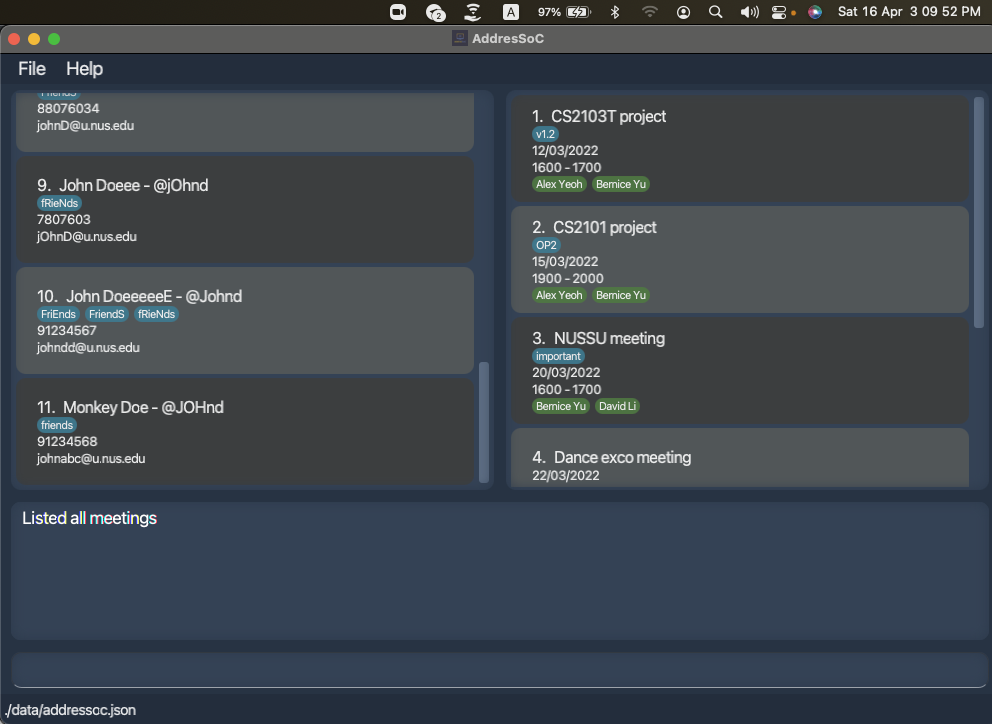 A
2
97%
Sat 16 Apr 3 09 52 PM
AddresSoC
File Help
88076034
johnD@u.nus.edu
9. John Doeee - @jOhnd
fRieNds
7807603
jOhnD@u.nus.edu
10. John DoeeeeeE - @Johnd
FriEnds FriendS fRieNds
91234567
johndd@u.nus.edu
11. Monkey Doe - @JOHnd
friends
91234568
johnabc@u.nus.edu
1. CS2103T project
v1.2
12/03/2022
1600 - 1700
Alex Yeoh Bernice Yu
2. CS2101 project
OP2
15/03/2022
1900 - 2000
Alex Yeoh Bernice Yu
3. NUSSU meeting
important
20/03/2022
1600 - 1700
Bernice Yu David Li
4. Dance exco meeting
22/03/2022
Listed all meetings
./data/addressoc.json